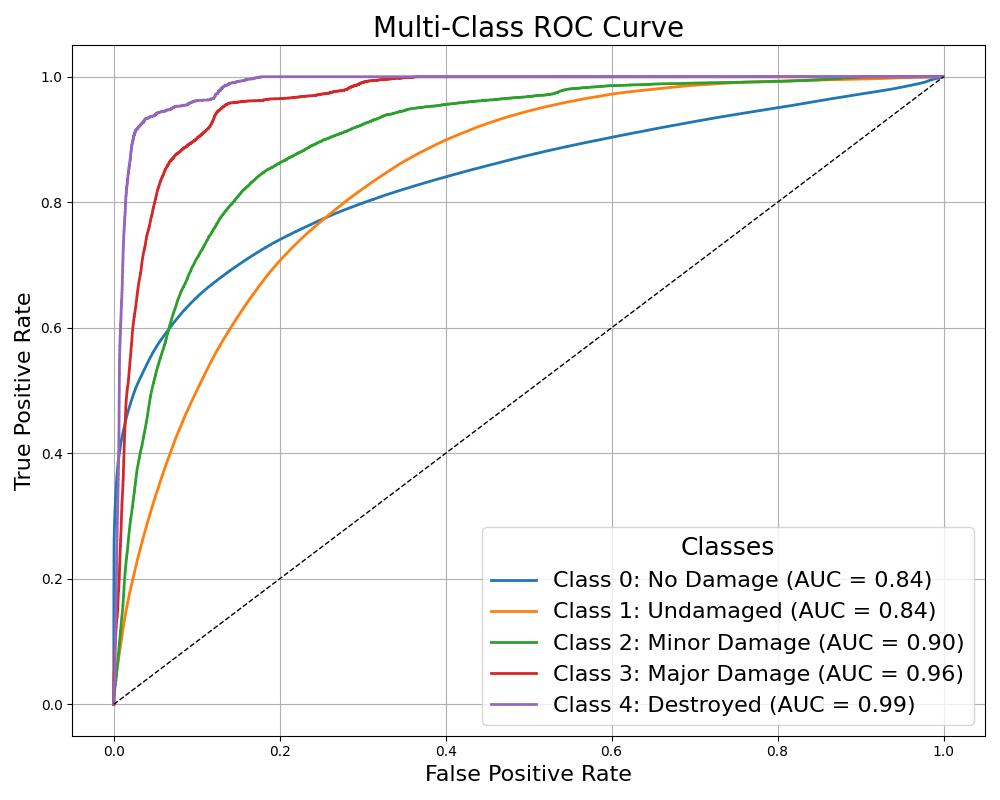 Multi-Class ROC Curve
True Positive Rate
1.0
0.8
0.6
0.4
0.2
0.0
Classes
Class 0: No Damage (AUC = 0.84)
Class 1: Undamaged (AUC = 0.84)
Class 2: Minor Damage (AUC = 0.90)
Class 3: Major Damage (AUC = 0.96)
Class 4: Destroyed (AUC = 0.99)
0.0 0.2 0.4 0.6 0.8 1.0
False Positive Rate